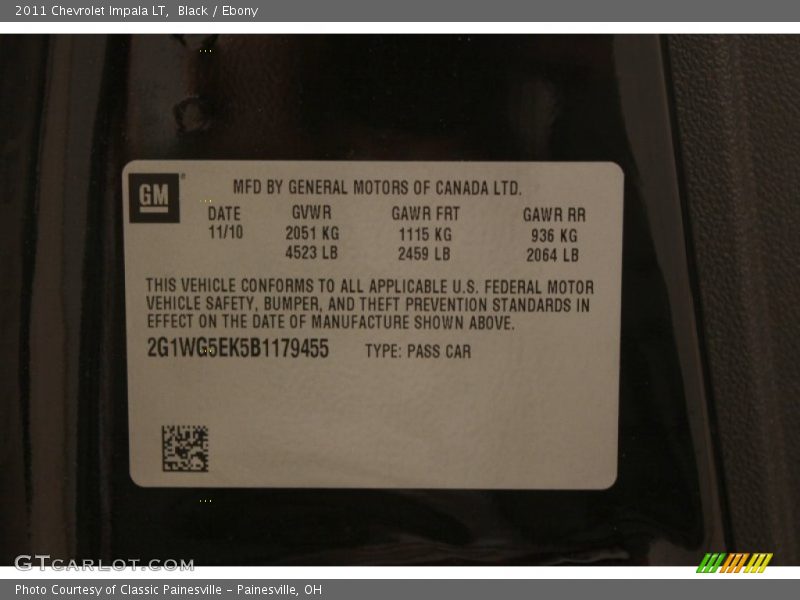 2011 Chevrolet Impala LT, Black / Ebony
GM
MFD BY GENERAL MOTORS OF CANADA LTD.
DATE GVWR GAWR FRT GAWR RR
11/10 2051 KG 1115 KG 936 KG
4523 LB 2459 LB 2064 LB
THIS VEHICLE CONFORMS TO ALL APPLICABLE U.S. FEDERAL MOTOR
VEHICLE SAFETY, BUMPER, AND THEFT PREVENTION STANDARDS IN
EFFECT ON THE DATE OF MANUFACTURE SHOWN ABOVE.
2G1WG5EK5B1179455 TYPE: PASS CAR
GTCARLOT.COM
Photo Courtesy of Classic Painesville - Painesville, OH